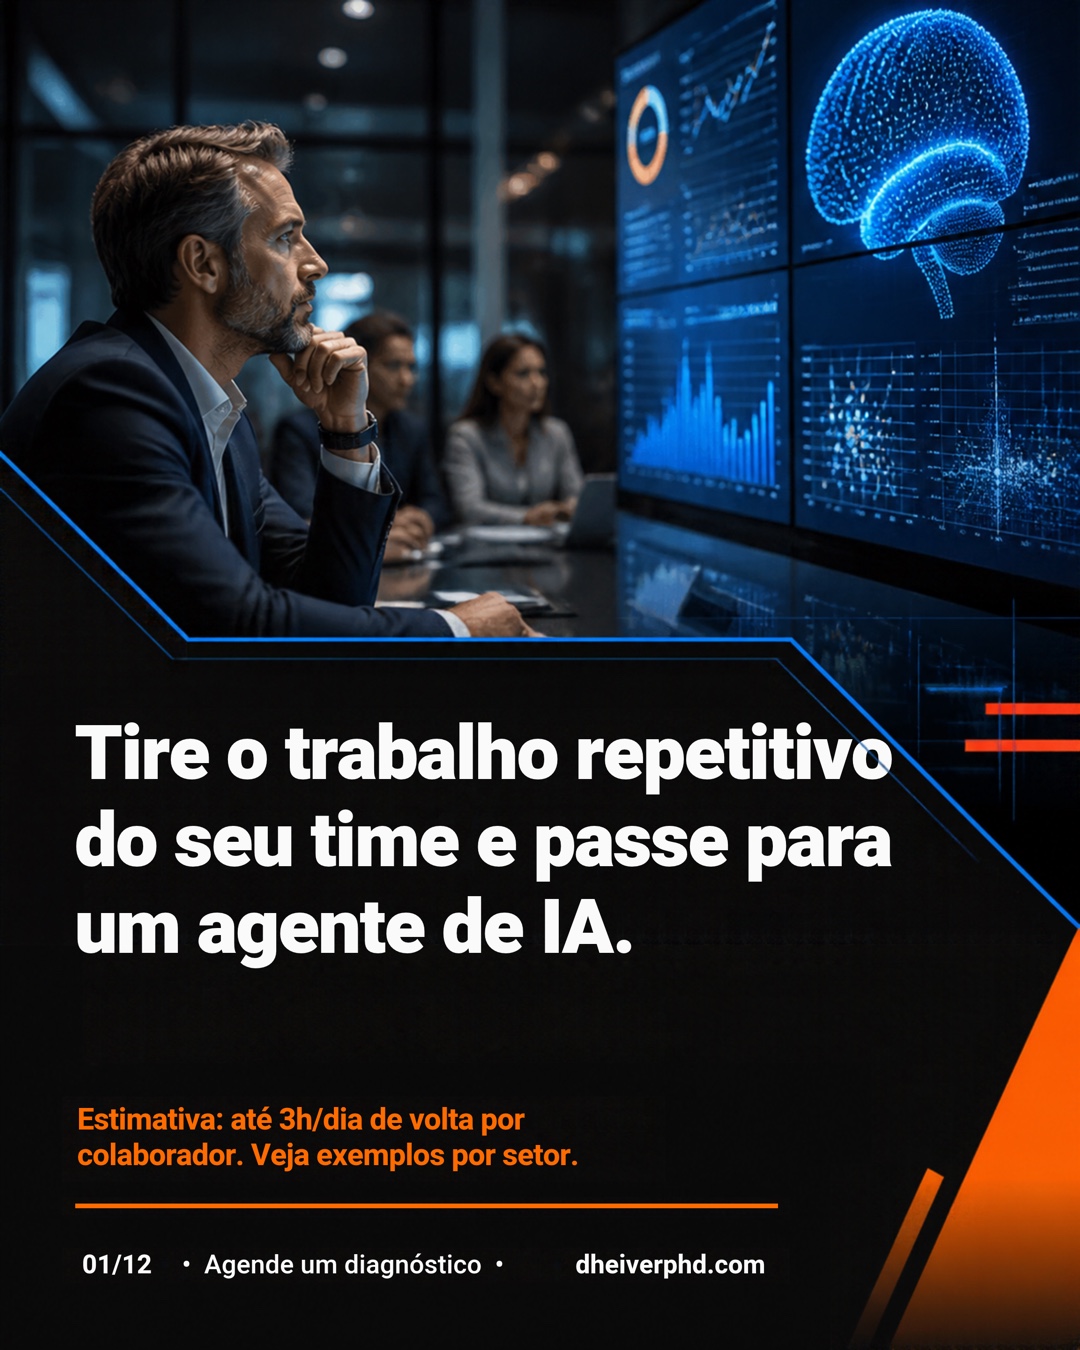 Tire o trabalho repetitivo
do seu time e passe para
um agente de IA.
Estimativa: até 3h/dia de volta por
colaborador. Veja exemplos por setor.
01/12 • Agende um diagnóstico • dheiverphd.com